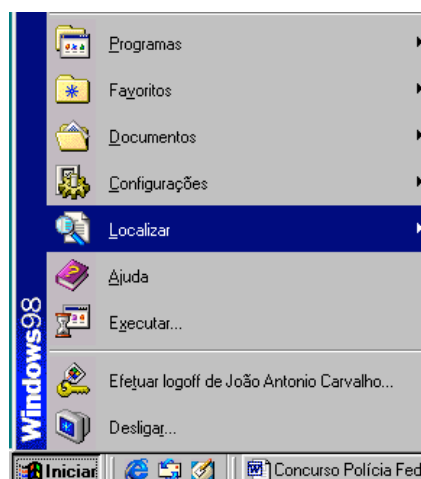 Programas
Favoritos
Documentos
Configurações
Localizar
Ajuda
Executar...
Efetuar logoff de João Antonio Carvalho...
Desligar...
Windows98
Iniciar
Concurso Polícia Fed